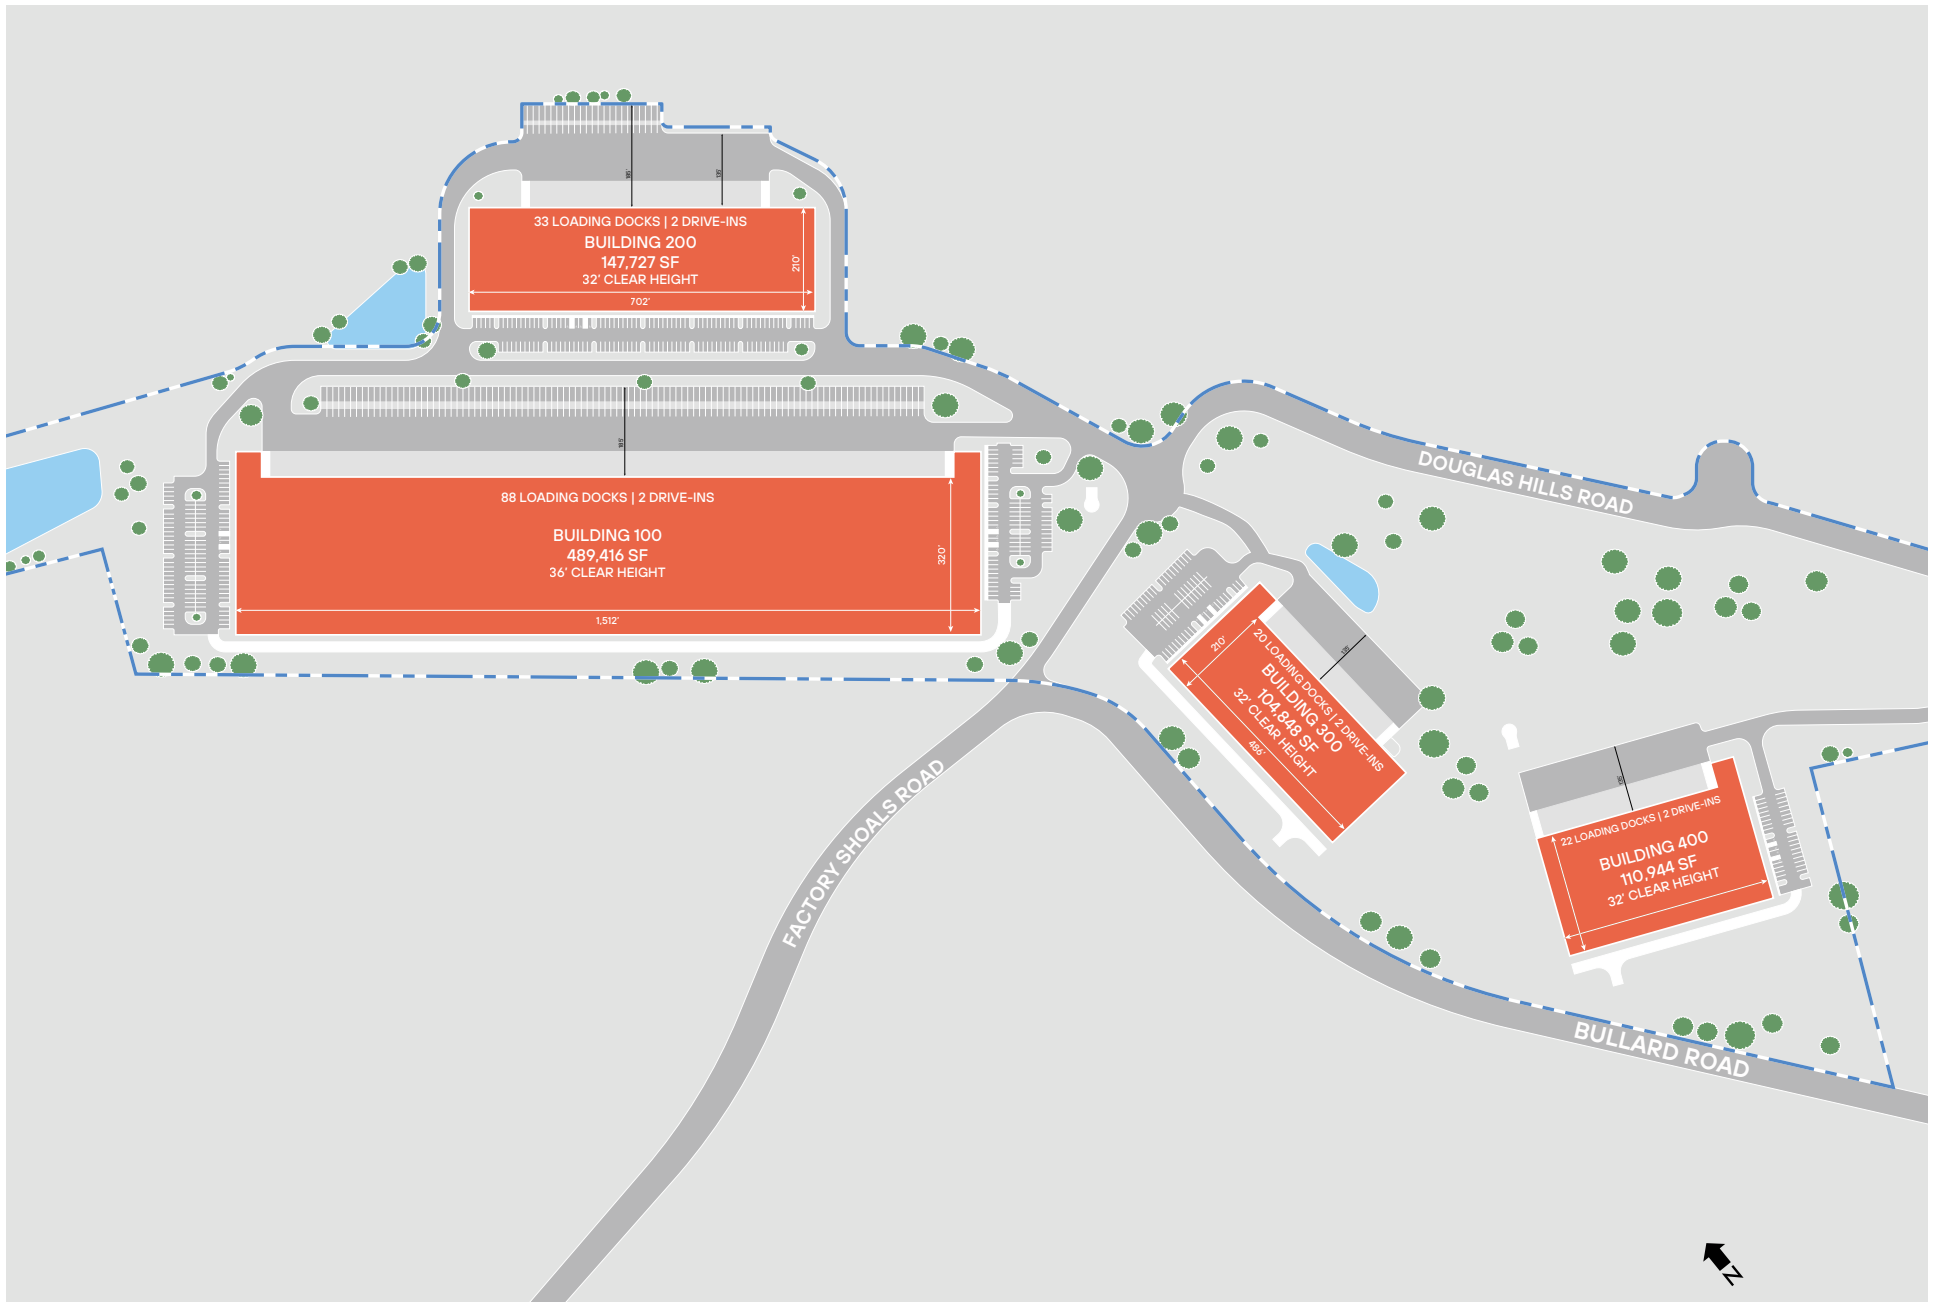 185'
135'
33 LOADING DOCKS | 2 DRIVE-INS
BUILDING 200
147,727 SF
32' CLEAR HEIGHT
210'
702'
185'
88 LOADING DOCKS | 2 DRIVE-INS
BUILDING 100
489,416 SF
36' CLEAR HEIGHT
320'
1,512'
DOUGLAS HILLS ROAD
210'
20 LOADING DOCKS | 2 DRIVE-INS
BUILDING 300
104,848 SF
32' CLEAR HEIGHT
486'
22 LOADING DOCKS | 2 DRIVE-INS
BUILDING 400
110,944 SF
32' CLEAR HEIGHT
FACTORY SHOALS ROAD
BULLARD ROAD
N